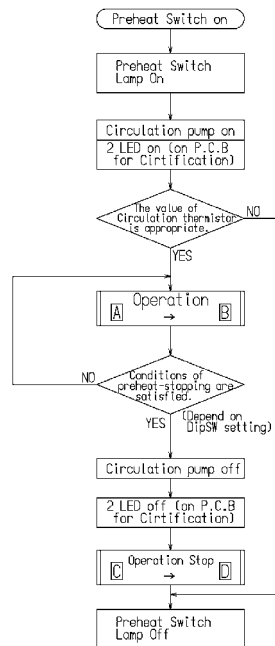 Preheat Switch on
Preheat Switch
Lamp On
Circulation pump on
2 LED on (on P.C.B
for Cirtification)
The value of
Circulation thermistor
is appropriate.
NO
YES
Operation
A → B
Conditions of
preheat-stopping are
satisfied.
NO
YES
(Depend on
DipSW setting)
Circulation pump off
2 LED off (on P.C.B
for Cirtification)
Operation Stop
C → D
Preheat Switch
Lamp Off